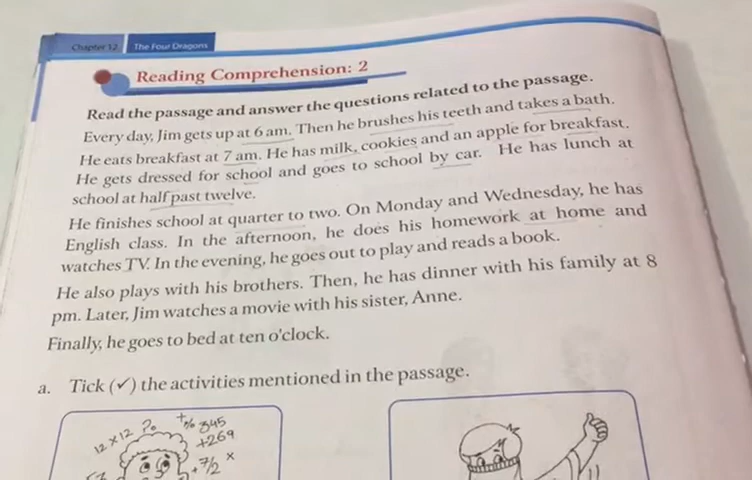 Chapter 12 The Four Dragons
Reading Comprehension: 2
Read the passage and answer the questions related to the passage.
Every day, Jim gets up at 6 am. Then he brushes his teeth and takes a bath.
He eats breakfast at 7 am. He has milk, cookies and an apple for breakfast.
He gets dressed for school and goes to school by car. He has lunch at
school at half past twelve.
He finishes school at quarter to two. On Monday and Wednesday, he has
English class. In the afternoon, he does his homework at home and
watches TV. In the evening, he goes out to play and reads a book.
He also plays with his brothers. Then, he has dinner with his family at 8
pm. Later, Jim watches a movie with his sister, Anne.
Finally, he goes to bed at ten o'clock.
a. Tick (✓) the activities mentioned in the passage.
12 x 12 ? + % 345
+269
+ 7/2 x